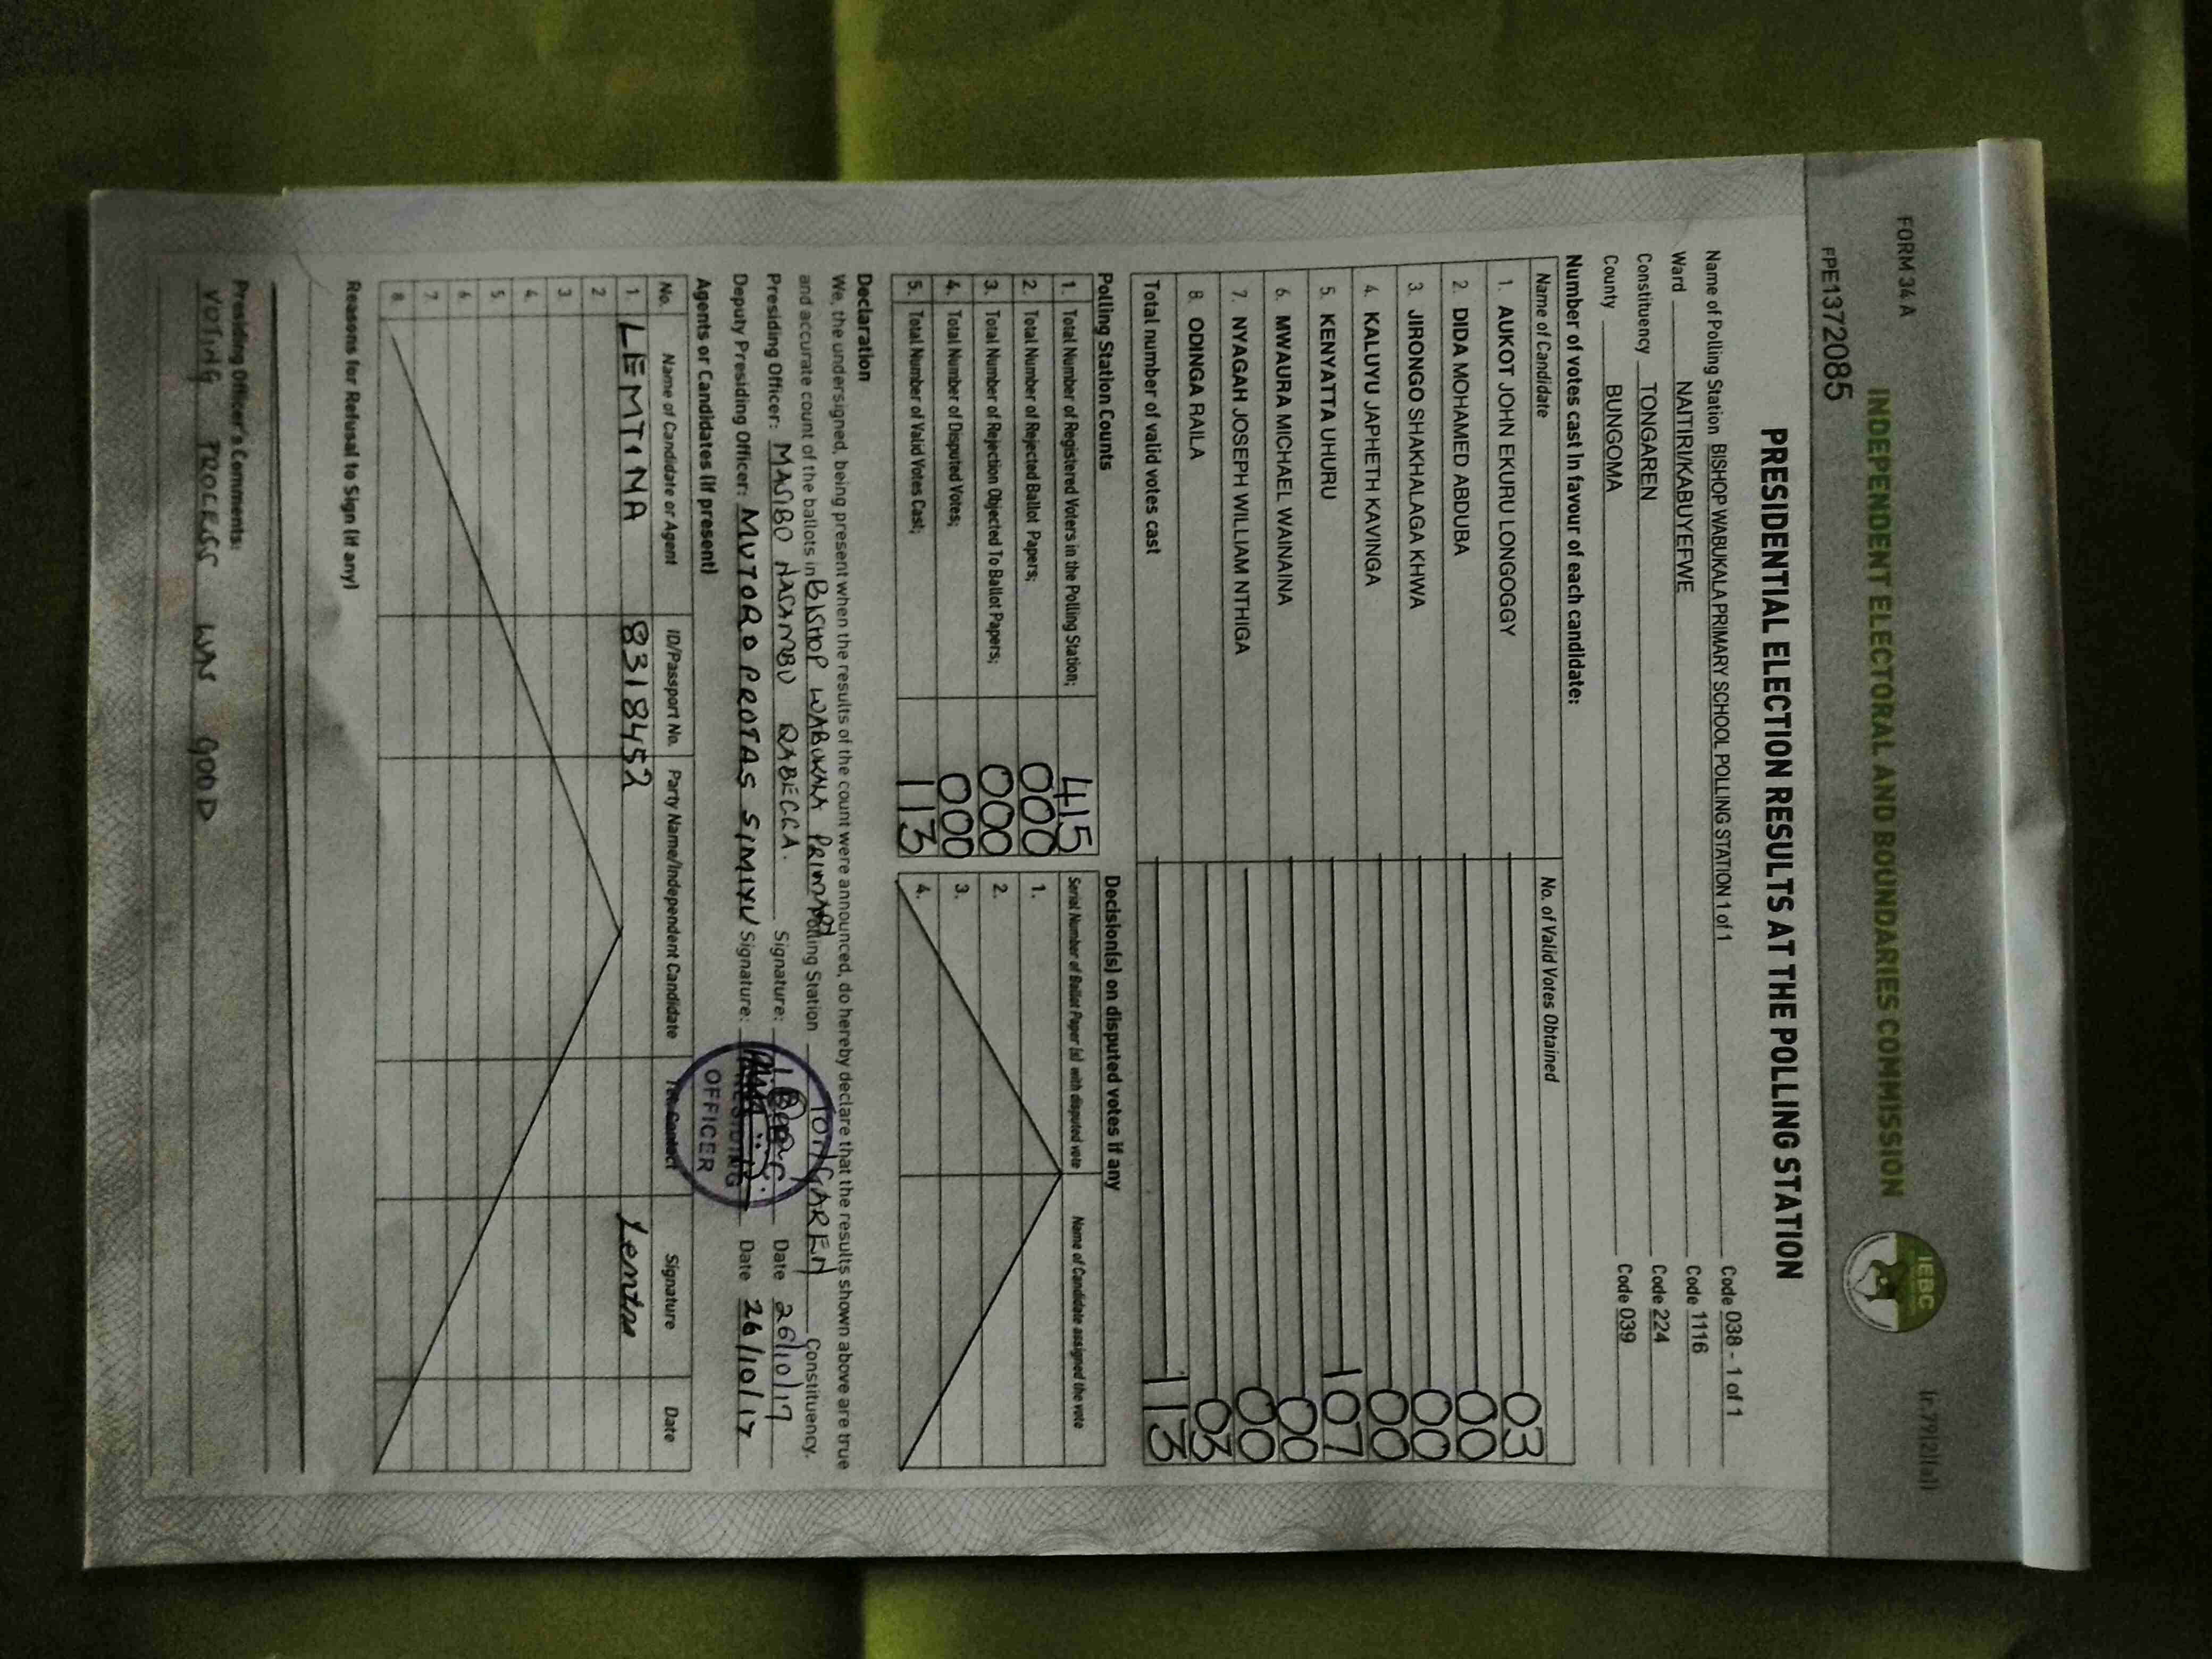 FORM 34 A
(r.79(2)(a))
INDEPENDENT ELECTORAL AND BOUNDARIES COMMISSION
IEBC
FPE1372085
PRESIDENTIAL ELECTION RESULTS AT THE POLLING STATION
Name of Polling Station BISHOP WABUKALA PRIMARY SCHOOL POLLING STATION 1 of 1 Code 038 - 1 of 1
Ward NAITIRI/KABUYEFWE Code 1116
Constituency TONGAREN Code 224
County BUNGOMA Code 039
Number of votes cast in favour of each candidate:
Name of Candidate No. of Valid Votes Obtained
1. AUKOT JOHN EKURU LONGOGGY 03
2. DIDA MOHAMED ABDUBA 00
3. JIRONGO SHAKHALAGA KHWA 00
4. KALUYU JAPHETH KAVINGA 00
5. KENYATTA UHURU 107
6. MWAURA MICHAEL WAINAINA 00
7. NYAGAH JOSEPH WILLIAM NTHIGA 00
8. ODINGA RAILA 03
Total number of valid votes cast 113
Polling Station Counts
1. Total Number of Registered Voters in the Polling Station; 415
2. Total Number of Rejected Ballot Papers; 000
3. Total Number of Rejection Objected To Ballot Papers; 000
4. Total Number of Disputed Votes; 000
5. Total Number of Valid Votes Cast; 113
Decision(s) on disputed votes if any
Serial Number of Ballot Paper (s) with disputed vote Name of Candidate assigned the vote
1.
2.
3.
4.
Declaration
We, the undersigned, being present when the results of the count were announced, do hereby declare that the results shown above are true
and accurate count of the ballots in BISHOP WABUKALA PRIMARY Polling Station TONGAREN Constituency.
Presiding Officer: MASIBO NACAMBO RABECCA. Signature: Date 26/10/17
Deputy Presiding Officer: MUTORO PROTAS SIMIYU Signature: Date 26/10/17
PRESIDING
OFFICER
Agents or Candidates (if present)
No. Name of Candidate or Agent ID/Passport No. Party Name/Independent Candidate Tel. Contact Signature Date
1. LEMTINA 8318452 Lentina
2
3
4.
5
6
7.
8.
Reasons for Refusal to Sign (if any)
Presiding Officer's Comments:
VOTING PROCESS WAS GOOD